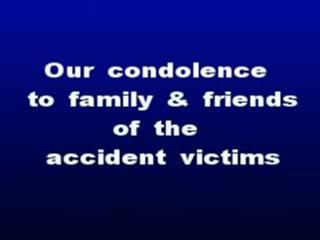 Our condolence
to family & friends
of the
accident victims